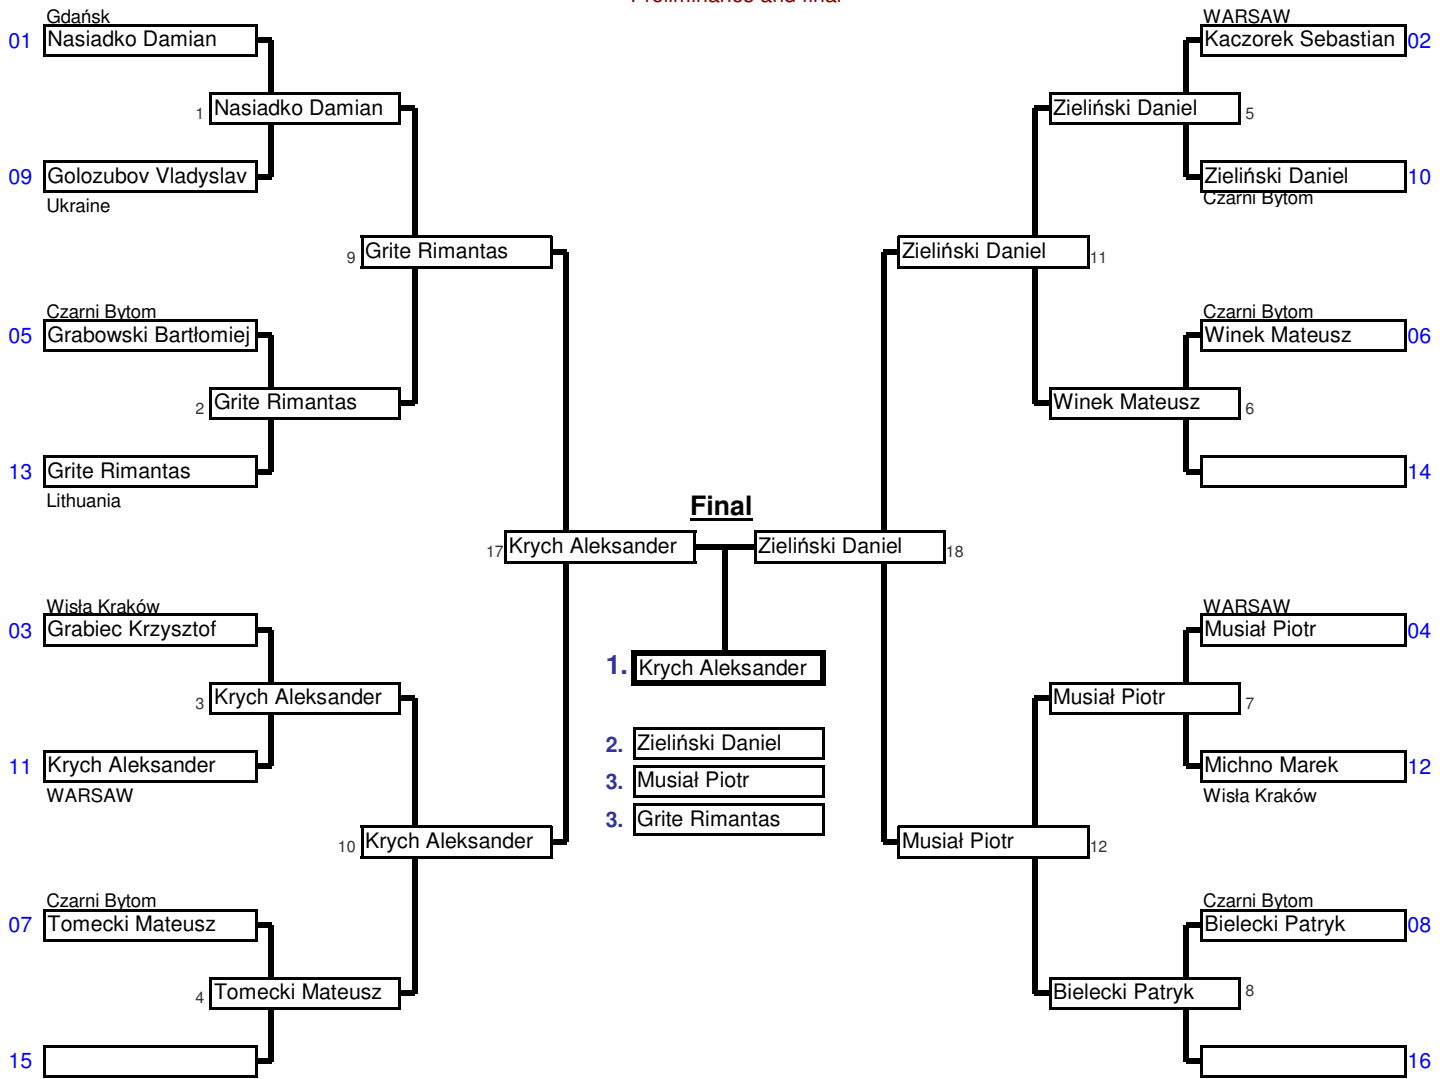 Preliminaries and final
Gdańsk
01 Nasiadko Damian
1 Nasiadko Damian
09 Golozubov Vladyslav
Ukraine
9 Grite Rimantas
Czarni Bytom
05 Grabowski Bartłomiej
2 Grite Rimantas
13 Grite Rimantas
Lithuania
17 Krych Aleksander
Wisła Kraków
03 Grabiec Krzysztof
3 Krych Aleksander
11 Krych Aleksander
WARSAW
10 Krych Aleksander
Czarni Bytom
07 Tomecki Mateusz
4 Tomecki Mateusz
15
Final
1. Krych Aleksander
2. Zieliński Daniel
3. Musiał Piotr
3. Grite Rimantas
WARSAW
Kaczorek Sebastian 02
Zieliński Daniel 5
Zieliński Daniel 10
Czarni Bytom
Zieliński Daniel 11
Czarni Bytom
Winek Mateusz 06
Winek Mateusz 6
14
Zieliński Daniel 18
WARSAW
Musiał Piotr 04
Musiał Piotr 7
Michno Marek 12
Wisła Kraków
Musiał Piotr 12
Czarni Bytom
Bielecki Patryk 08
Bielecki Patryk 8
16